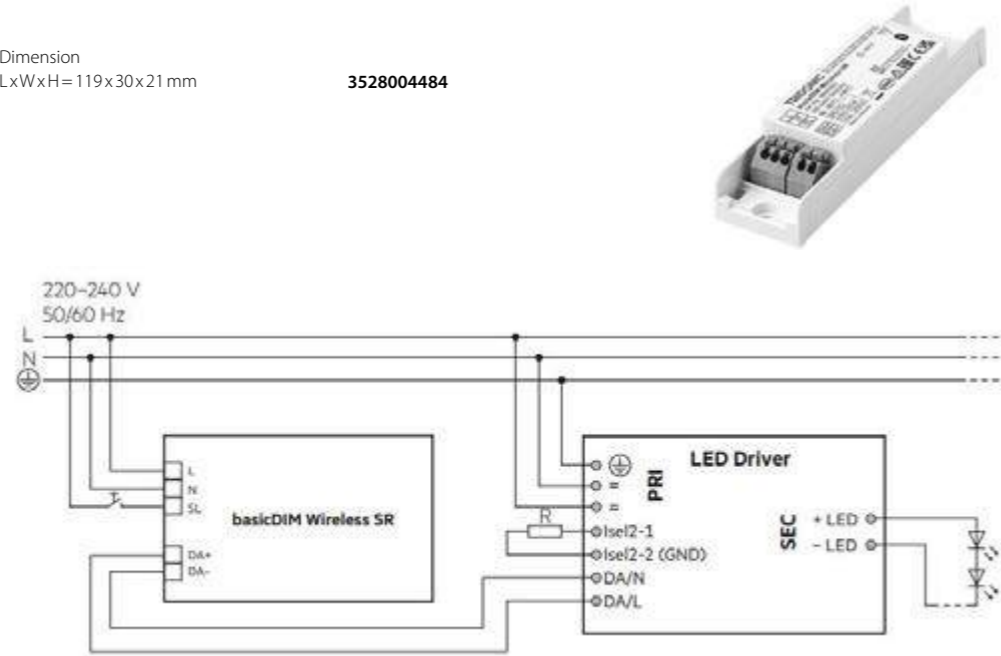 Dimension
LxWxH=119x30x21mm
3528004484
TRIDONIC
220–240 V
50/60 Hz
L
N
L
N
SL
basicDIM Wireless SR
DA+
DA-
LED Driver
PRI
=
=
R
Isel2-1
Isel2-2 (GND)
DA/N
DA/L
SEC
+ LED
- LED